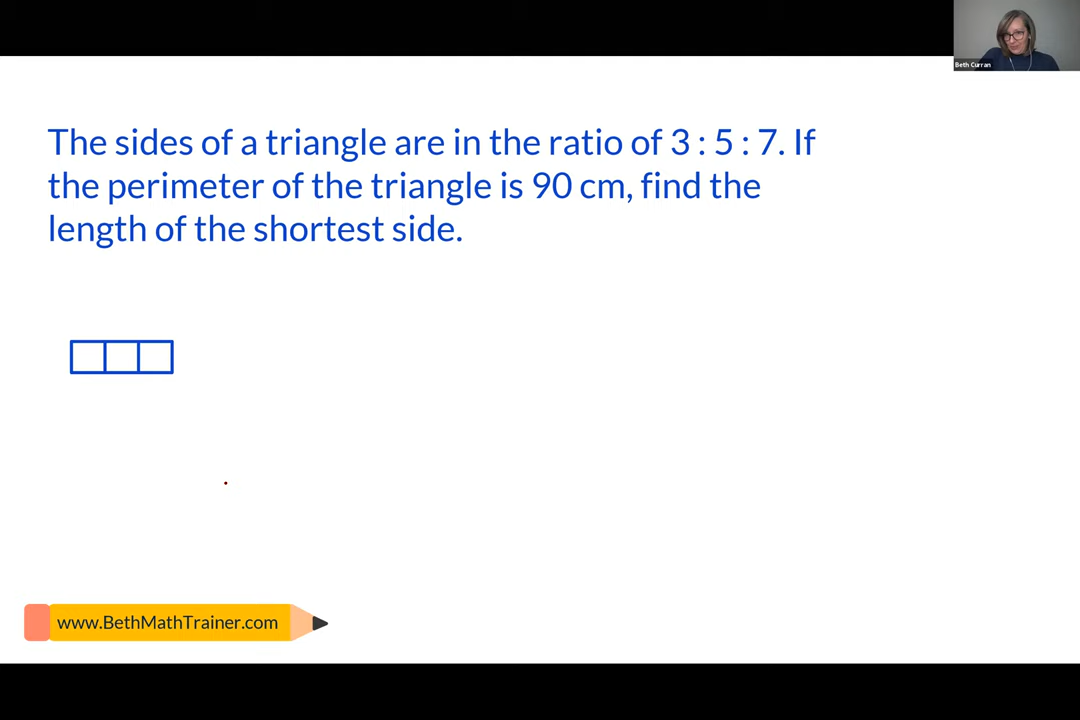 Beth Curran
The sides of a triangle are in the ratio of 3 : 5 : 7. If
the perimeter of the triangle is 90 cm, find the
length of the shortest side.
www.BethMathTrainer.com